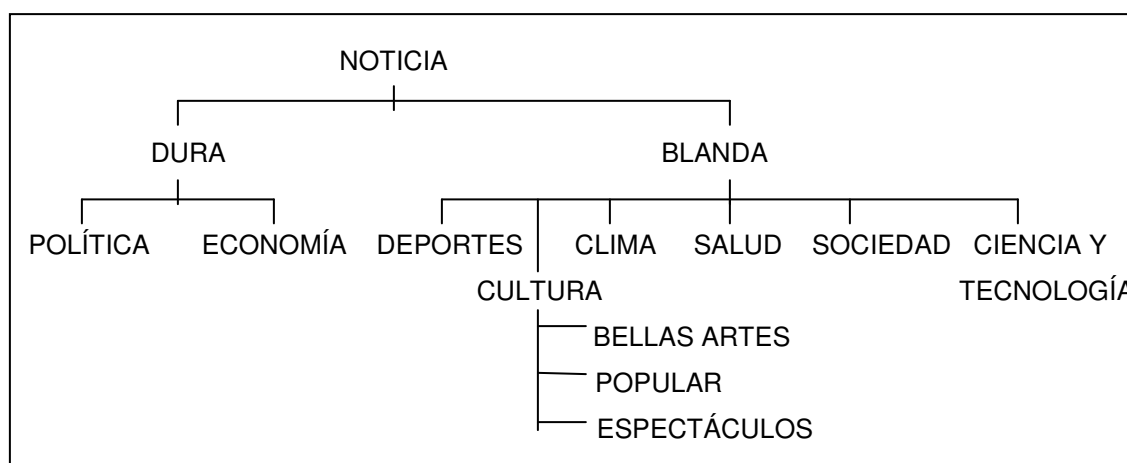 NOTICIA
DURA BLANDA
POLÍTICA ECONOMÍA DEPORTES CLIMA SALUD SOCIEDAD CIENCIA Y
CULTURA TECNOLOGÍA
BELLAS ARTES
POPULAR
ESPECTÁCULOS